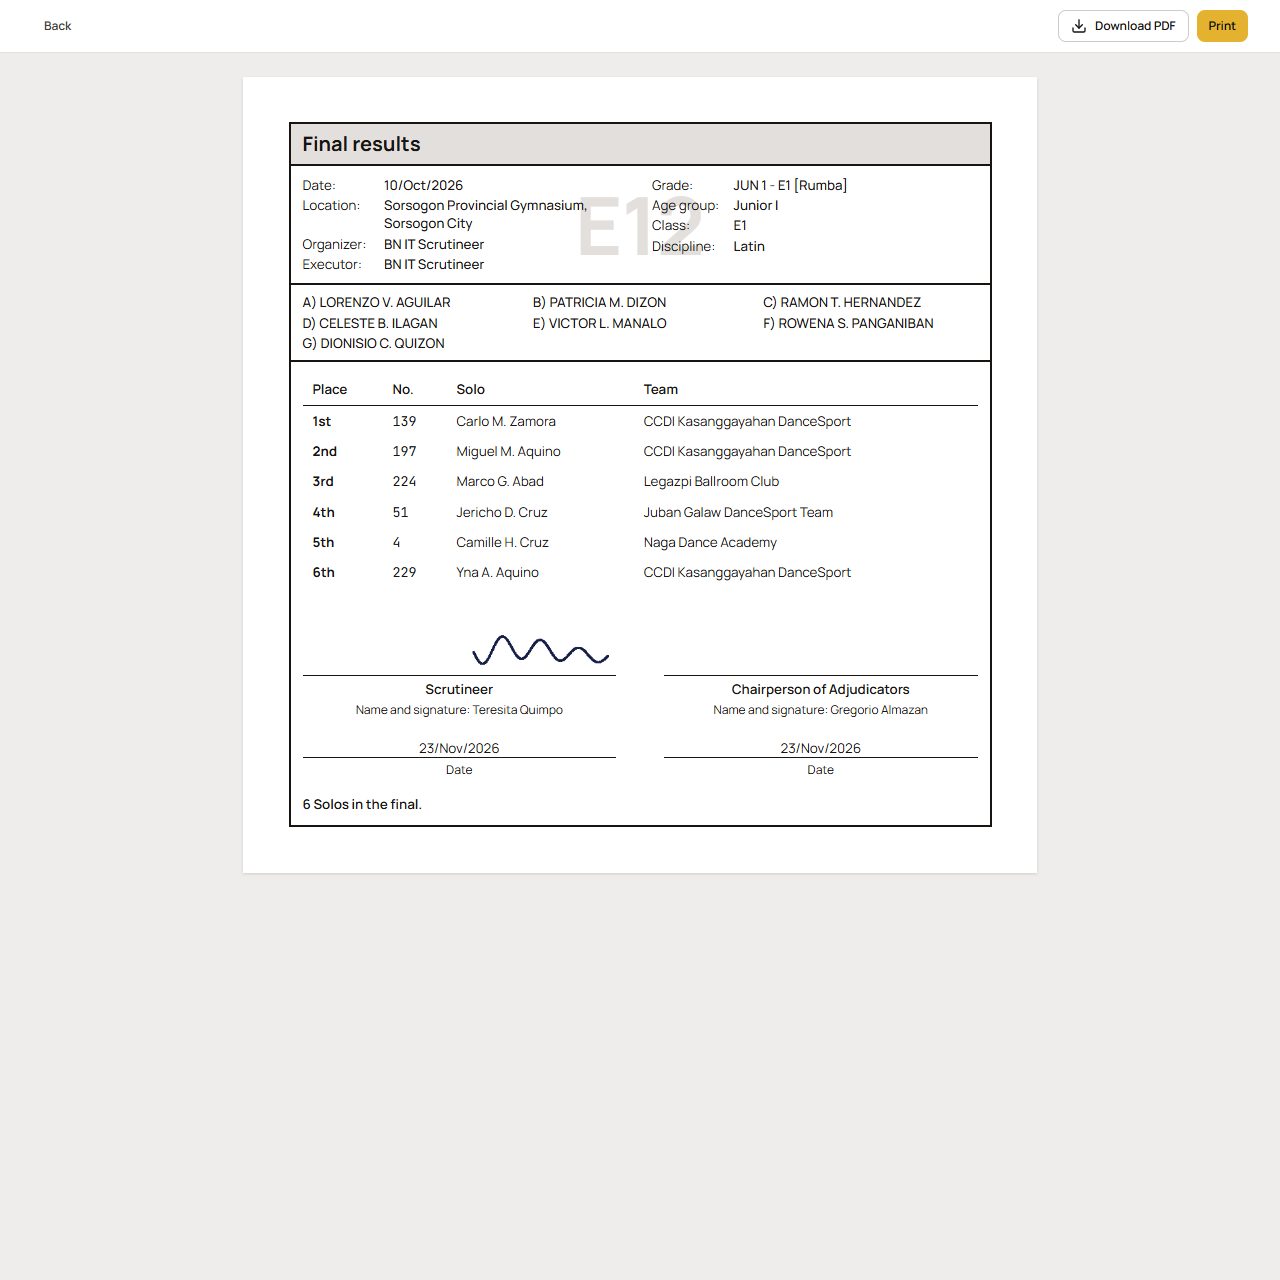 Back
Download PDF
Print
Final results
E12
Date: 10/Oct/2026
Location: Sorsogon Provincial Gymnasium,
Sorsogon City
Organizer: BN IT Scrutineer
Executor: BN IT Scrutineer
Grade: JUN 1 - E1 [Rumba]
Age group: Junior I
Class: E1
Discipline: Latin
A) LORENZO V. AGUILAR B) PATRICIA M. DIZON C) RAMON T. HERNANDEZ
D) CELESTE B. ILAGAN E) VICTOR L. MANALO F) ROWENA S. PANGANIBAN
G) DIONISIO C. QUIZON
Place No. Solo Team
1st 139 Carlo M. Zamora CCDI Kasanggayahan DanceSport
2nd 197 Miguel M. Aquino CCDI Kasanggayahan DanceSport
3rd 224 Marco G. Abad Legazpi Ballroom Club
4th 51 Jericho D. Cruz Juban Galaw DanceSport Team
5th 4 Camille H. Cruz Naga Dance Academy
6th 229 Yna A. Aquino CCDI Kasanggayahan DanceSport
Scrutineer
Name and signature: Teresita Quimpo
23/Nov/2026
Date
Chairperson of Adjudicators
Name and signature: Gregorio Almazan
23/Nov/2026
Date
6 Solos in the final.